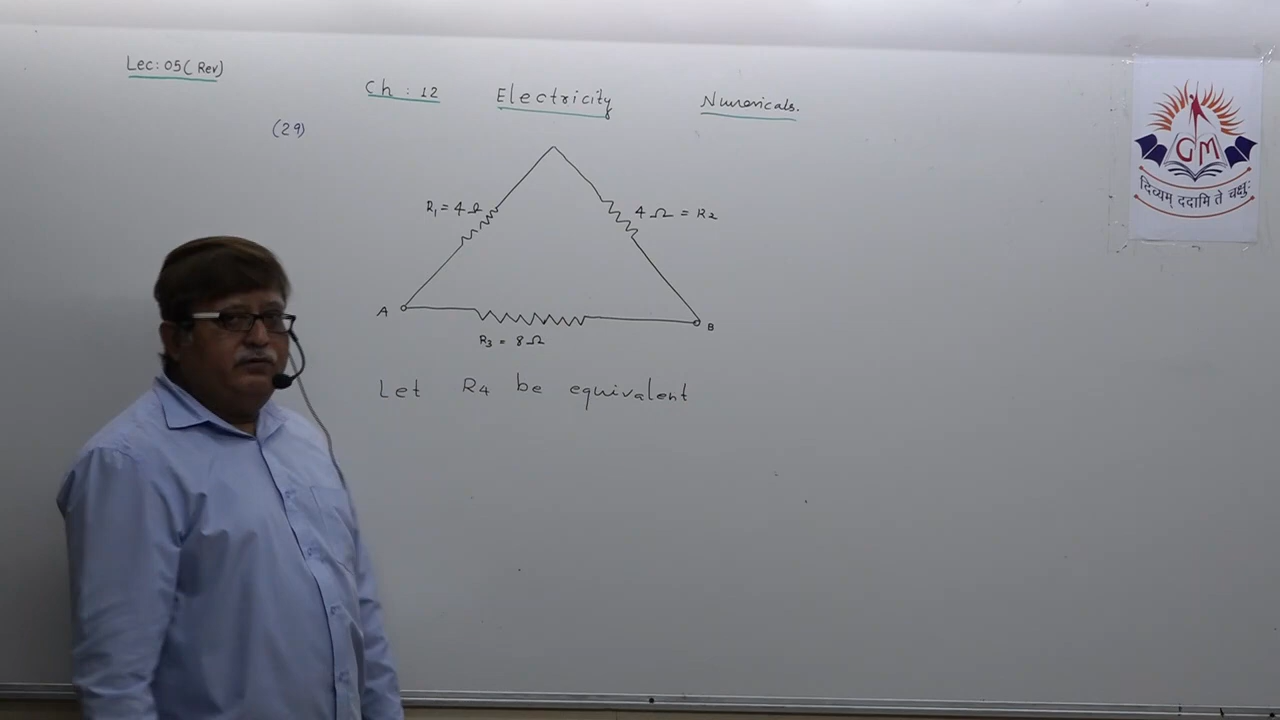 Lec: 05 (Rev)
Ch : 12 Electricity Numericals.
(29)
R₁ = 4 Ω
4 Ω = R₂
A
B
R₃ = 8 Ω
Let R4 be equivalent
GM
दिव्यम् ददामि ते चक्षुः